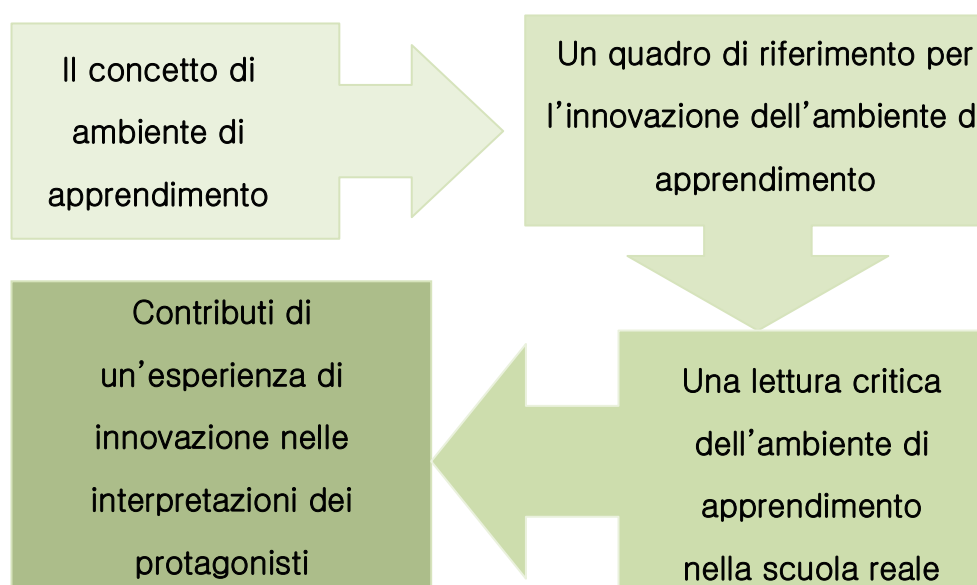 Il concetto di
ambiente di
apprendimento
Un quadro di riferimento per
l'innovazione dell'ambiente d
apprendimento
Una lettura critica
dell'ambiente di
apprendimento
nella scuola reale
Contributi di
un'esperienza di
innovazione nelle
interpretazioni dei
protagonisti